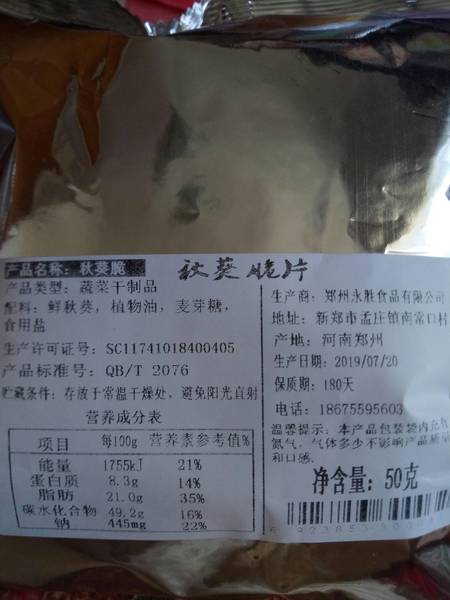 产品名称：秋葵脆
秋葵脆片
产品类型：蔬菜干制品
配料：鲜秋葵，植物油，麦芽糖，
食用盐
生产许可证号：SC11741018400405
产品标准号：QB/T 2076
贮藏条件：存放于常温干燥处，避免阳光直射
营养成分表
项目 每100g 营养素参考值%
能量 1755kJ 21%
蛋白质 8.3g 14%
脂肪 21.0g 35%
碳水化合物 49.2g 16%
钠 445mg 22%
生产商：郑州永胜食品有限公司
地址：新郑市孟庄镇南常口村
产地：河南郑州
生产日期：2019/07/20
保质期：180天
电话：18675595603
温馨提示：本产品包装袋内充有
氮气，气体多少不影响产品质量
和口感.
净含量：50克